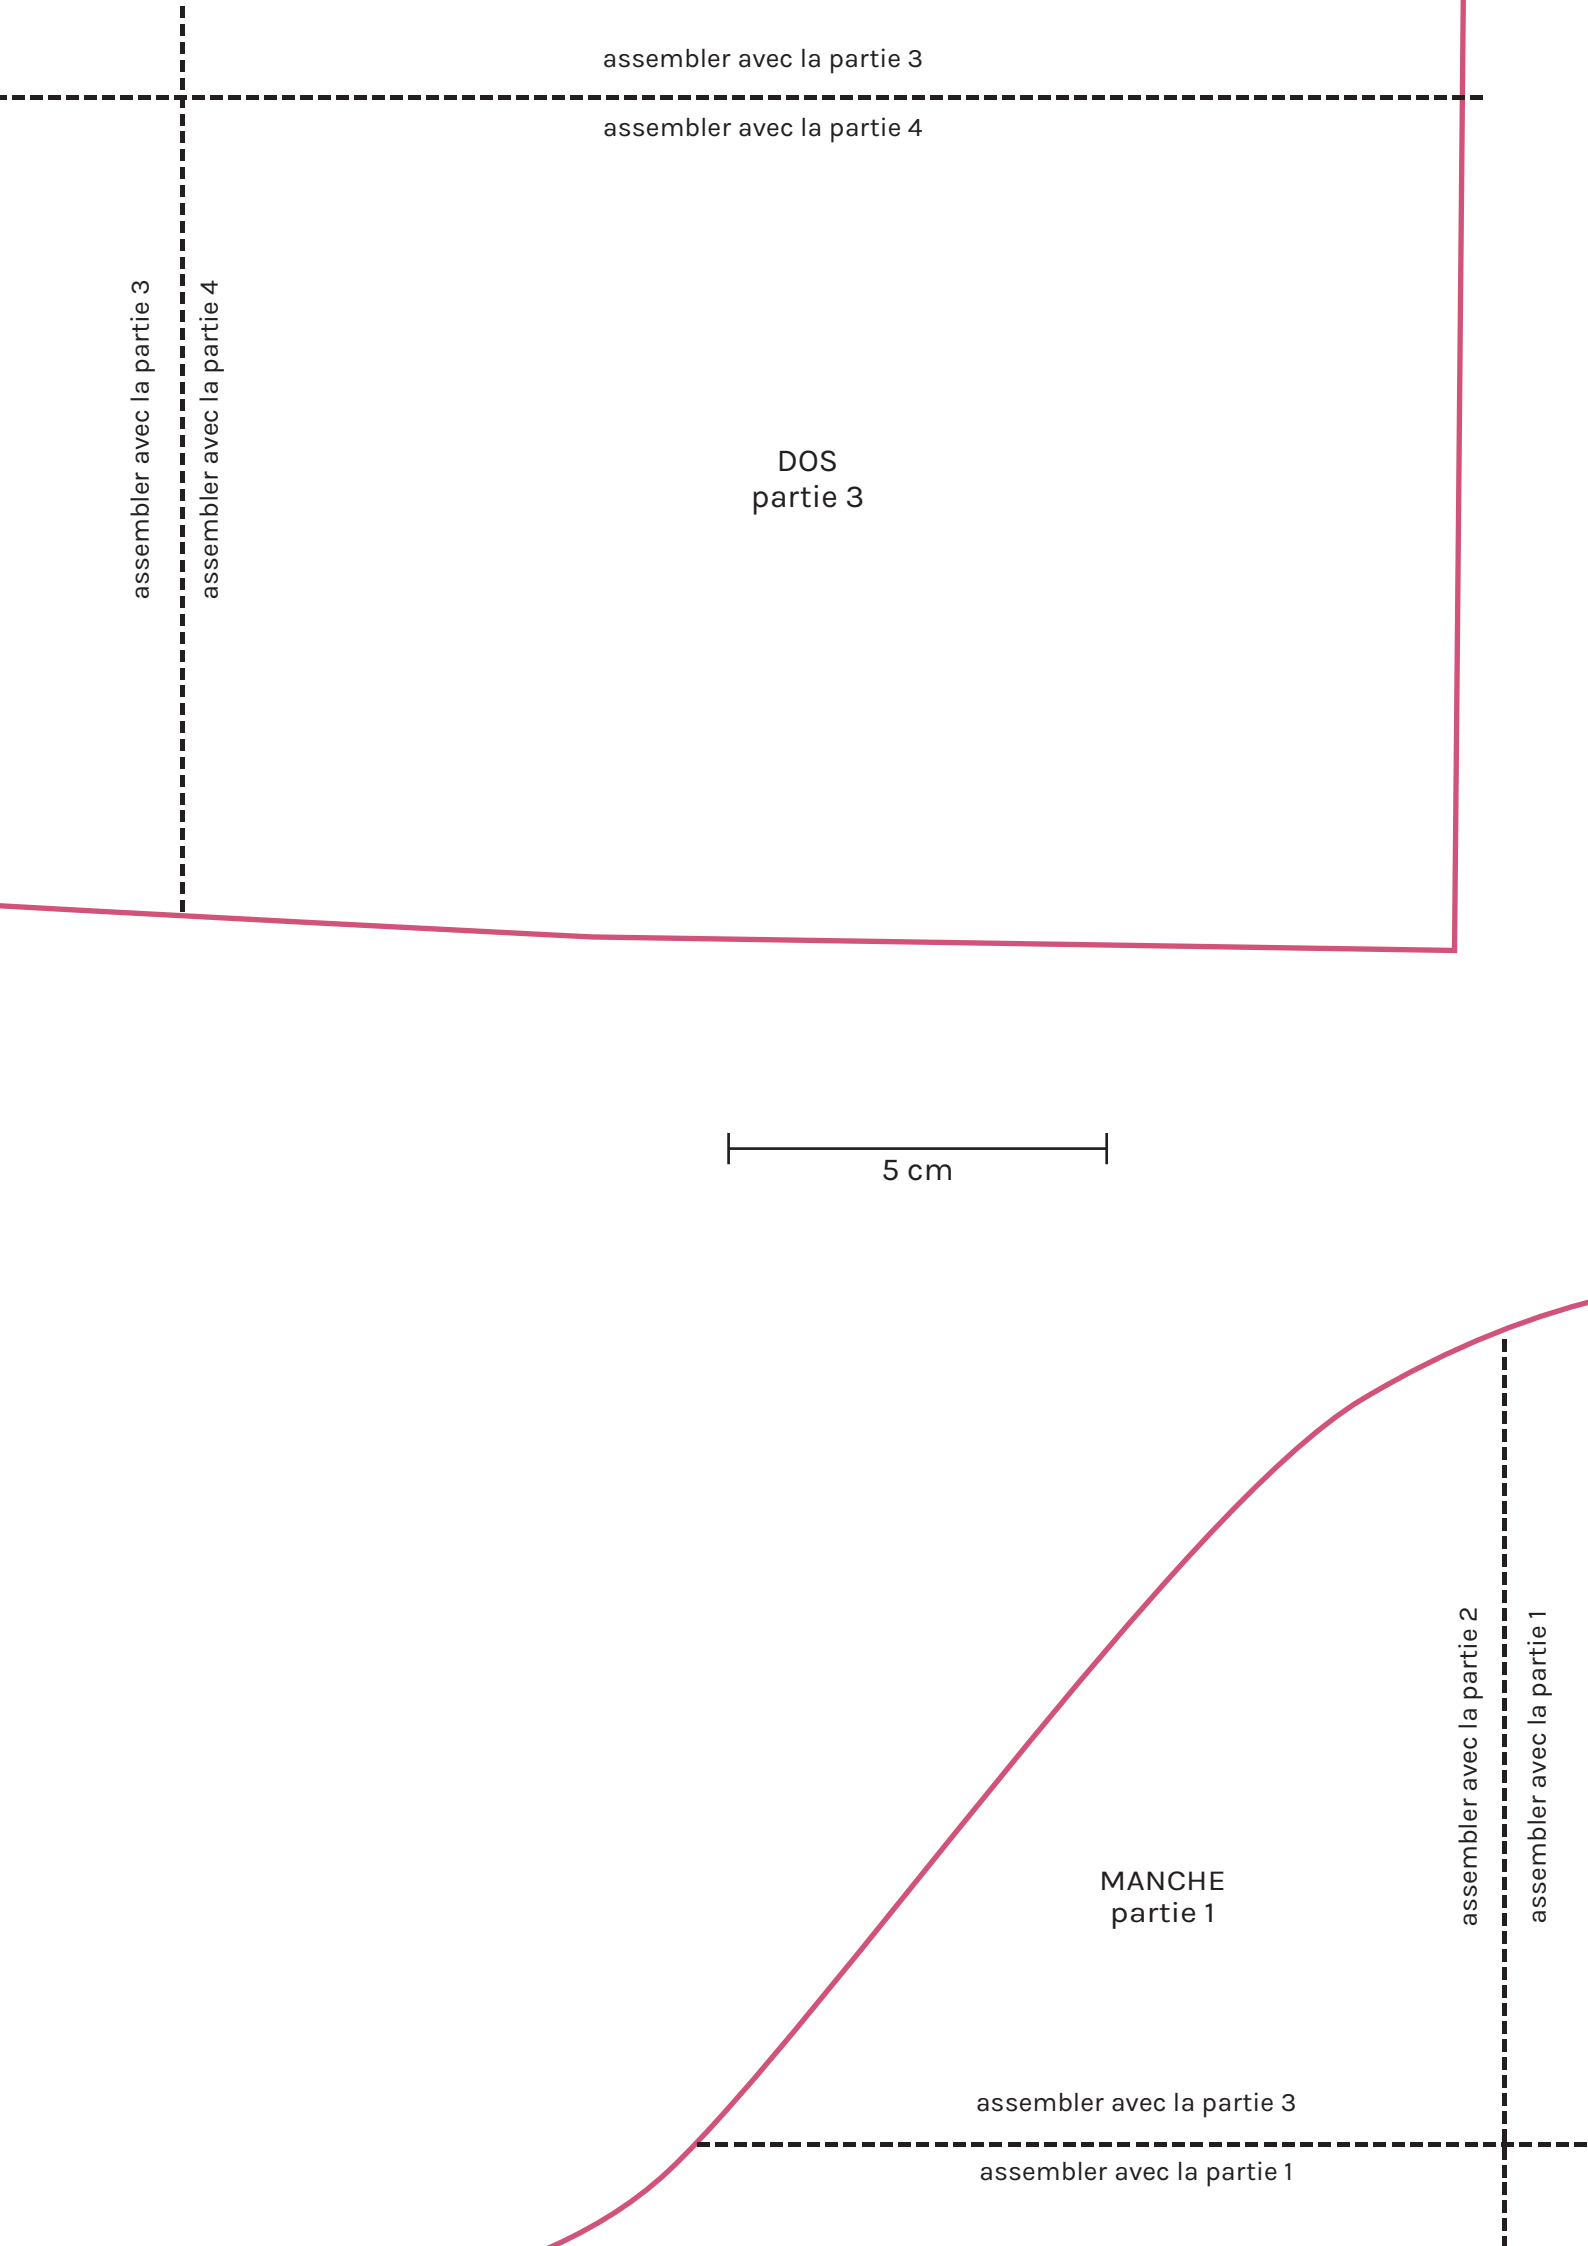 assembler avec la partie 3
assembler avec la partie 4
assembler avec la partie 3
assembler avec la partie 4
DOS
partie 3
5 cm
assembler avec la partie 2
assembler avec la partie 1
MANCHE
partie 1
assembler avec la partie 3
assembler avec la partie 1